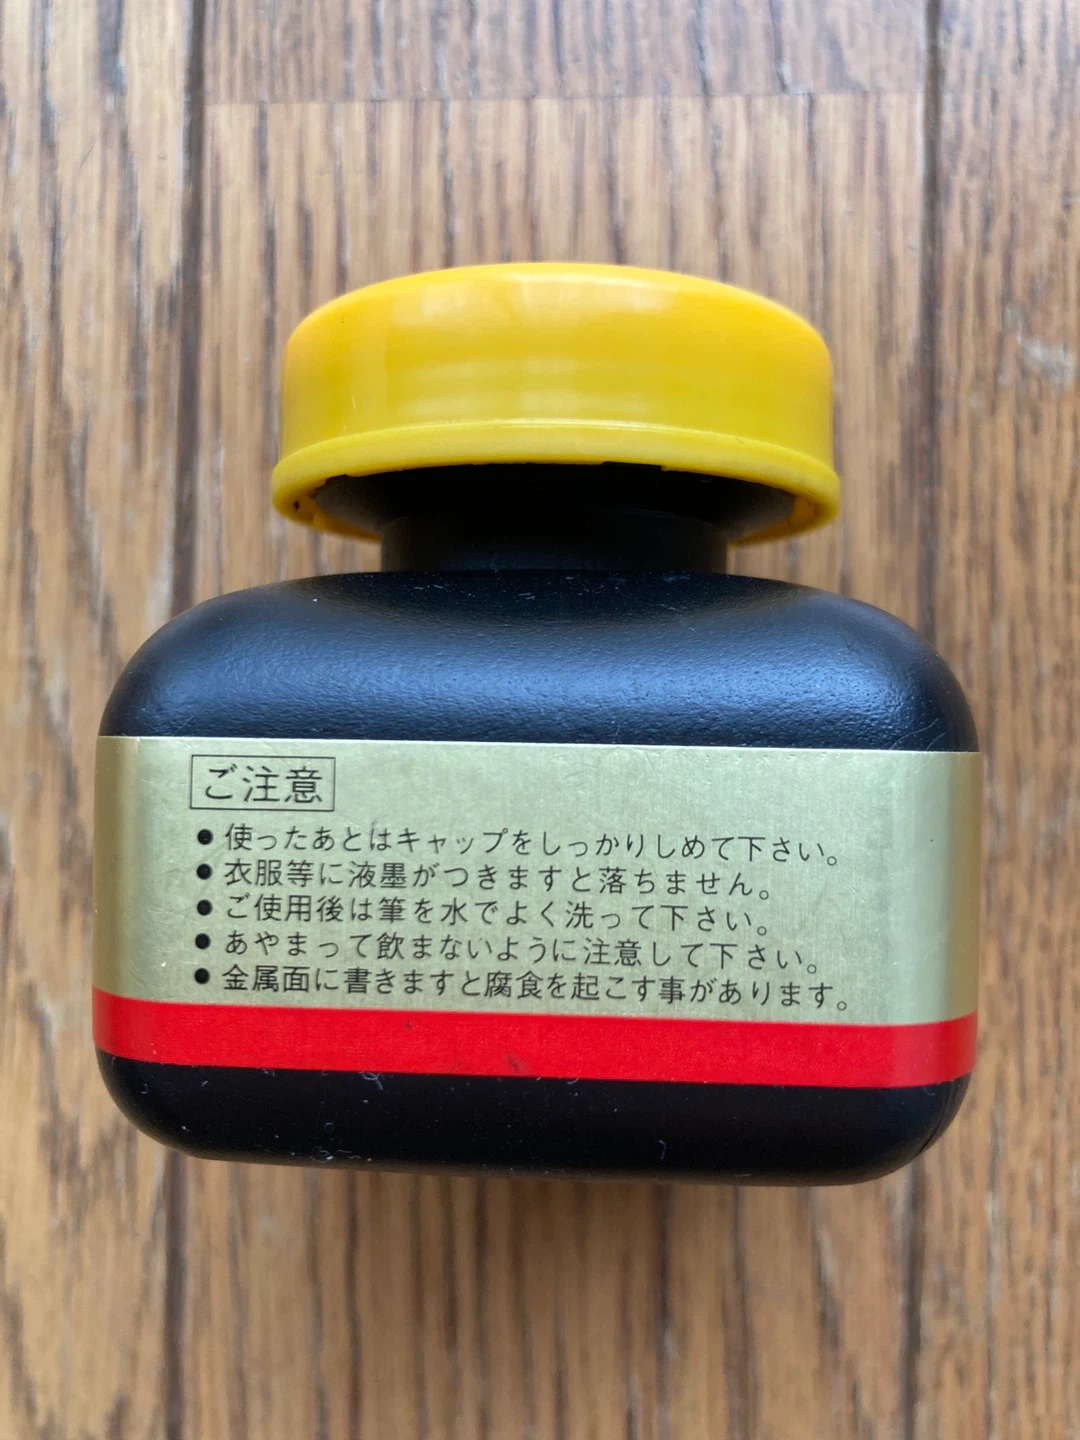 ご注意
●使ったあとはキャップをしっかりしめて下さい。
●衣服等に液墨がつきますと落ちません。
●ご使用後は筆を水でよく洗って下さい。
●あやまって飲まないように注意して下さい。
●金属面に書きますと腐食を起こす事があります。